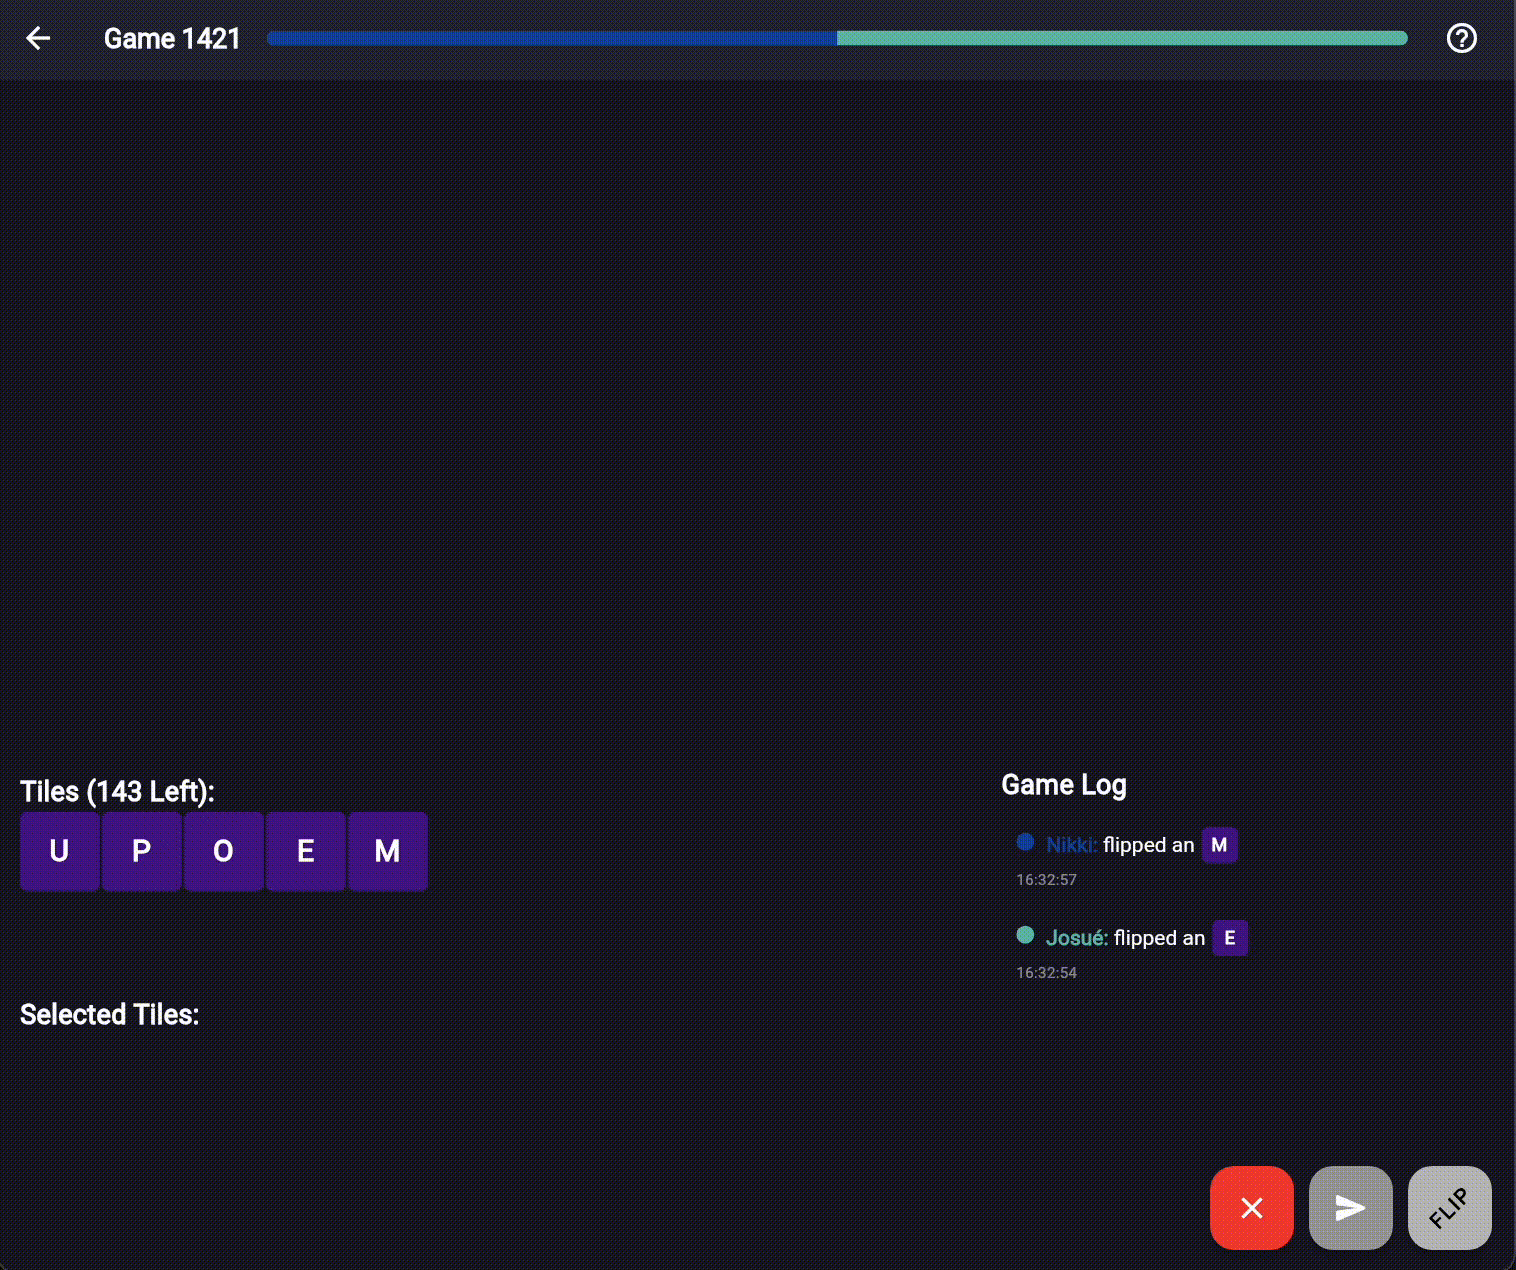 Game 1421
Tiles (143 Left):
U P O E M
Selected Tiles:
Game Log
Nikki: flipped an M
16:32:57
Josué: flipped an E
16:32:54
FLIP